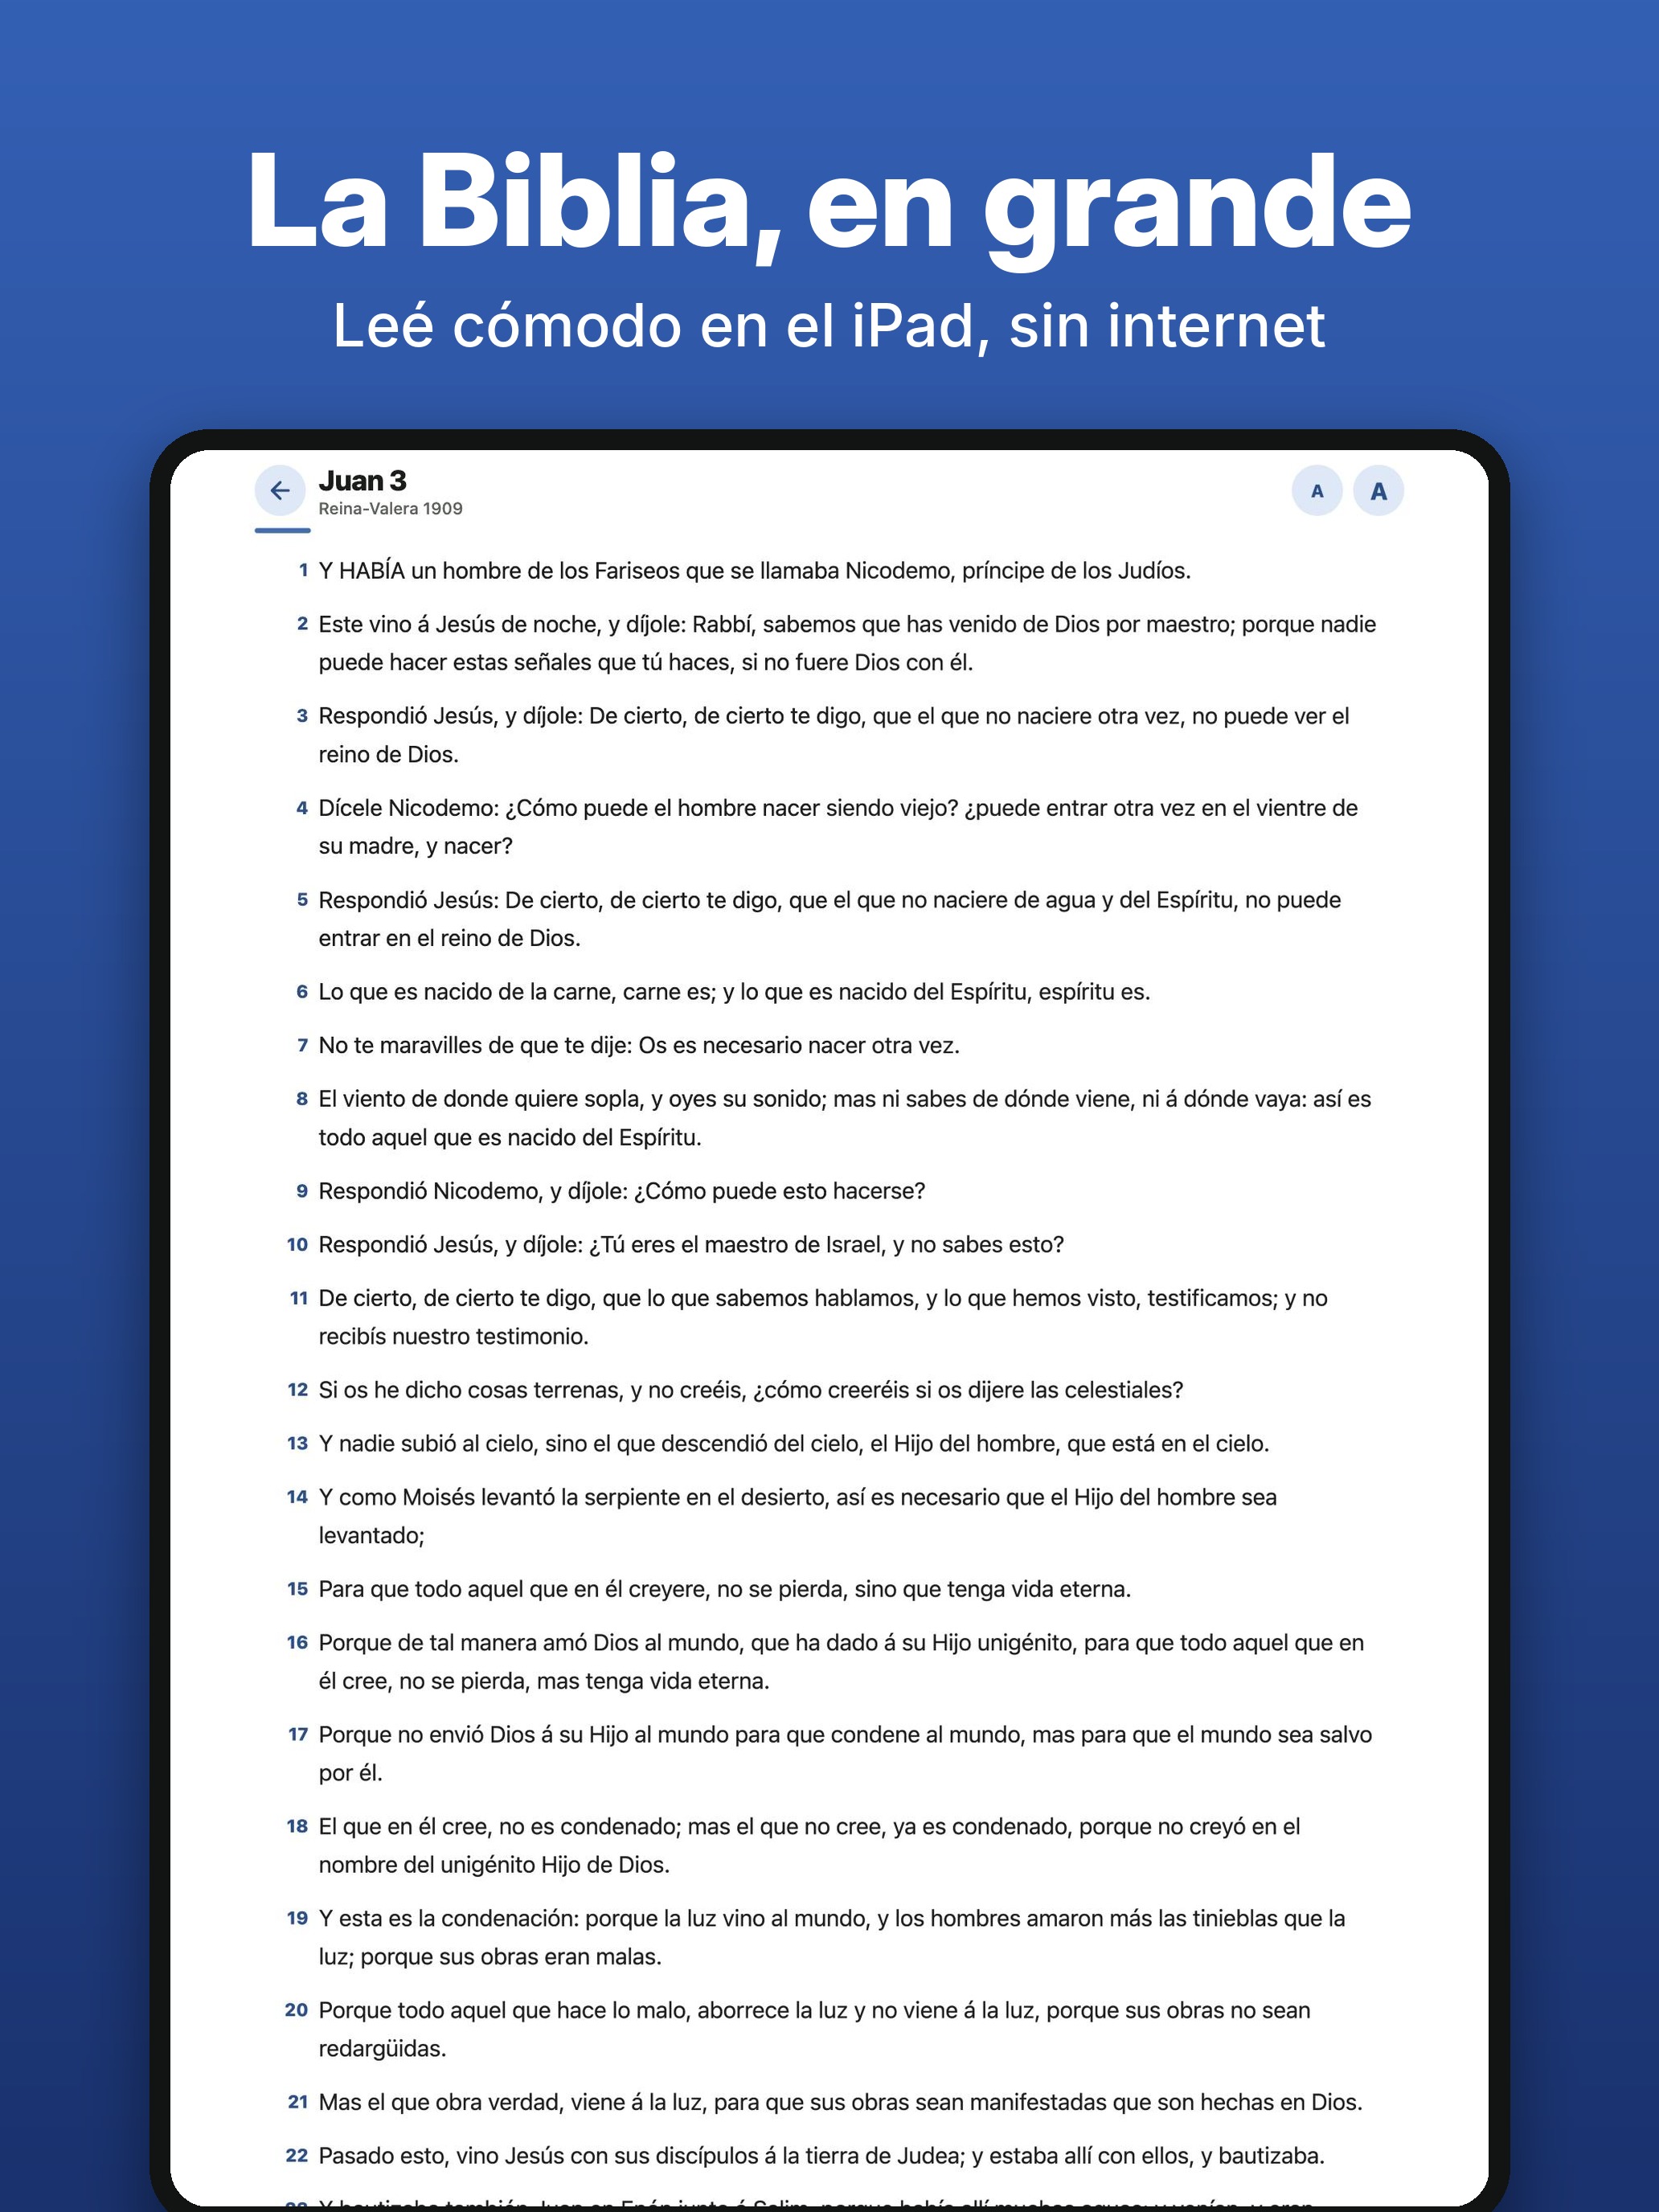 La Biblia, en grande
Leé cómodo en el iPad, sin internet
Juan 3
Reina-Valera 1909
A A
1 Y HABÍA un hombre de los Fariseos que se llamaba Nicodemo, príncipe de los Judíos.
2 Este vino á Jesús de noche, y díjole: Rabbí, sabemos que has venido de Dios por maestro; porque nadie
puede hacer estas señales que tú haces, si no fuere Dios con él.
3 Respondió Jesús, y díjole: De cierto, de cierto te digo, que el que no naciere otra vez, no puede ver el
reino de Dios.
4 Dícele Nicodemo: ¿Cómo puede el hombre nacer siendo viejo? ¿puede entrar otra vez en el vientre de
su madre, y nacer?
5 Respondió Jesús: De cierto, de cierto te digo, que el que no naciere de agua y del Espíritu, no puede
entrar en el reino de Dios.
6 Lo que es nacido de la carne, carne es; y lo que es nacido del Espíritu, espíritu es.
7 No te maravilles de que te dije: Os es necesario nacer otra vez.
8 El viento de donde quiere sopla, y oyes su sonido; mas ni sabes de dónde viene, ni á dónde vaya: así es
todo aquel que es nacido del Espíritu.
9 Respondió Nicodemo, y díjole: ¿Cómo puede esto hacerse?
10 Respondió Jesús, y díjole: ¿Tú eres el maestro de Israel, y no sabes esto?
11 De cierto, de cierto te digo, que lo que sabemos hablamos, y lo que hemos visto, testificamos; y no
recibís nuestro testimonio.
12 Si os he dicho cosas terrenas, y no creéis, ¿cómo creeréis si os dijere las celestiales?
13 Y nadie subió al cielo, sino el que descendió del cielo, el Hijo del hombre, que está en el cielo.
14 Y como Moisés levantó la serpiente en el desierto, así es necesario que el Hijo del hombre sea
levantado;
15 Para que todo aquel que en él creyere, no se pierda, sino que tenga vida eterna.
16 Porque de tal manera amó Dios al mundo, que ha dado á su Hijo unigénito, para que todo aquel que en
él cree, no se pierda, mas tenga vida eterna.
17 Porque no envió Dios á su Hijo al mundo para que condene al mundo, mas para que el mundo sea salvo
por él.
18 El que en él cree, no es condenado; mas el que no cree, ya es condenado, porque no creyó en el
nombre del unigénito Hijo de Dios.
19 Y esta es la condenación: porque la luz vino al mundo, y los hombres amaron más las tinieblas que la
luz; porque sus obras eran malas.
20 Porque todo aquel que hace lo malo, aborrece la luz y no viene á la luz, porque sus obras no sean
redargüidas.
21 Mas el que obra verdad, viene á la luz, para que sus obras sean manifestadas que son hechas en Dios.
22 Pasado esto, vino Jesús con sus discípulos á la tierra de Judea; y estaba allí con ellos, y bautizaba.